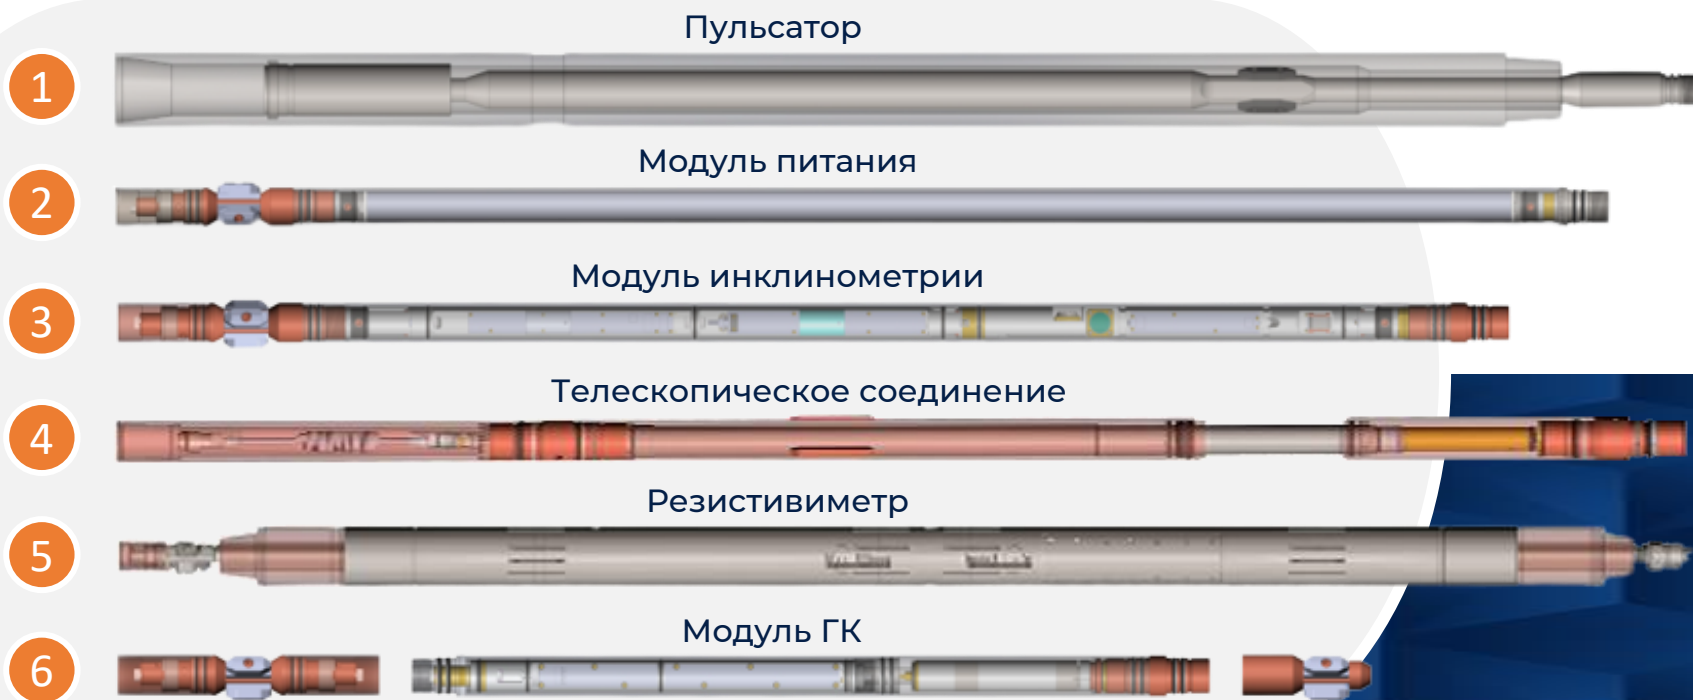 Пульсатор
1
Модуль питания
2
Модуль инклинометрии
3
Телескопическое соединение
4
Резистивиметр
5
Модуль ГК
6